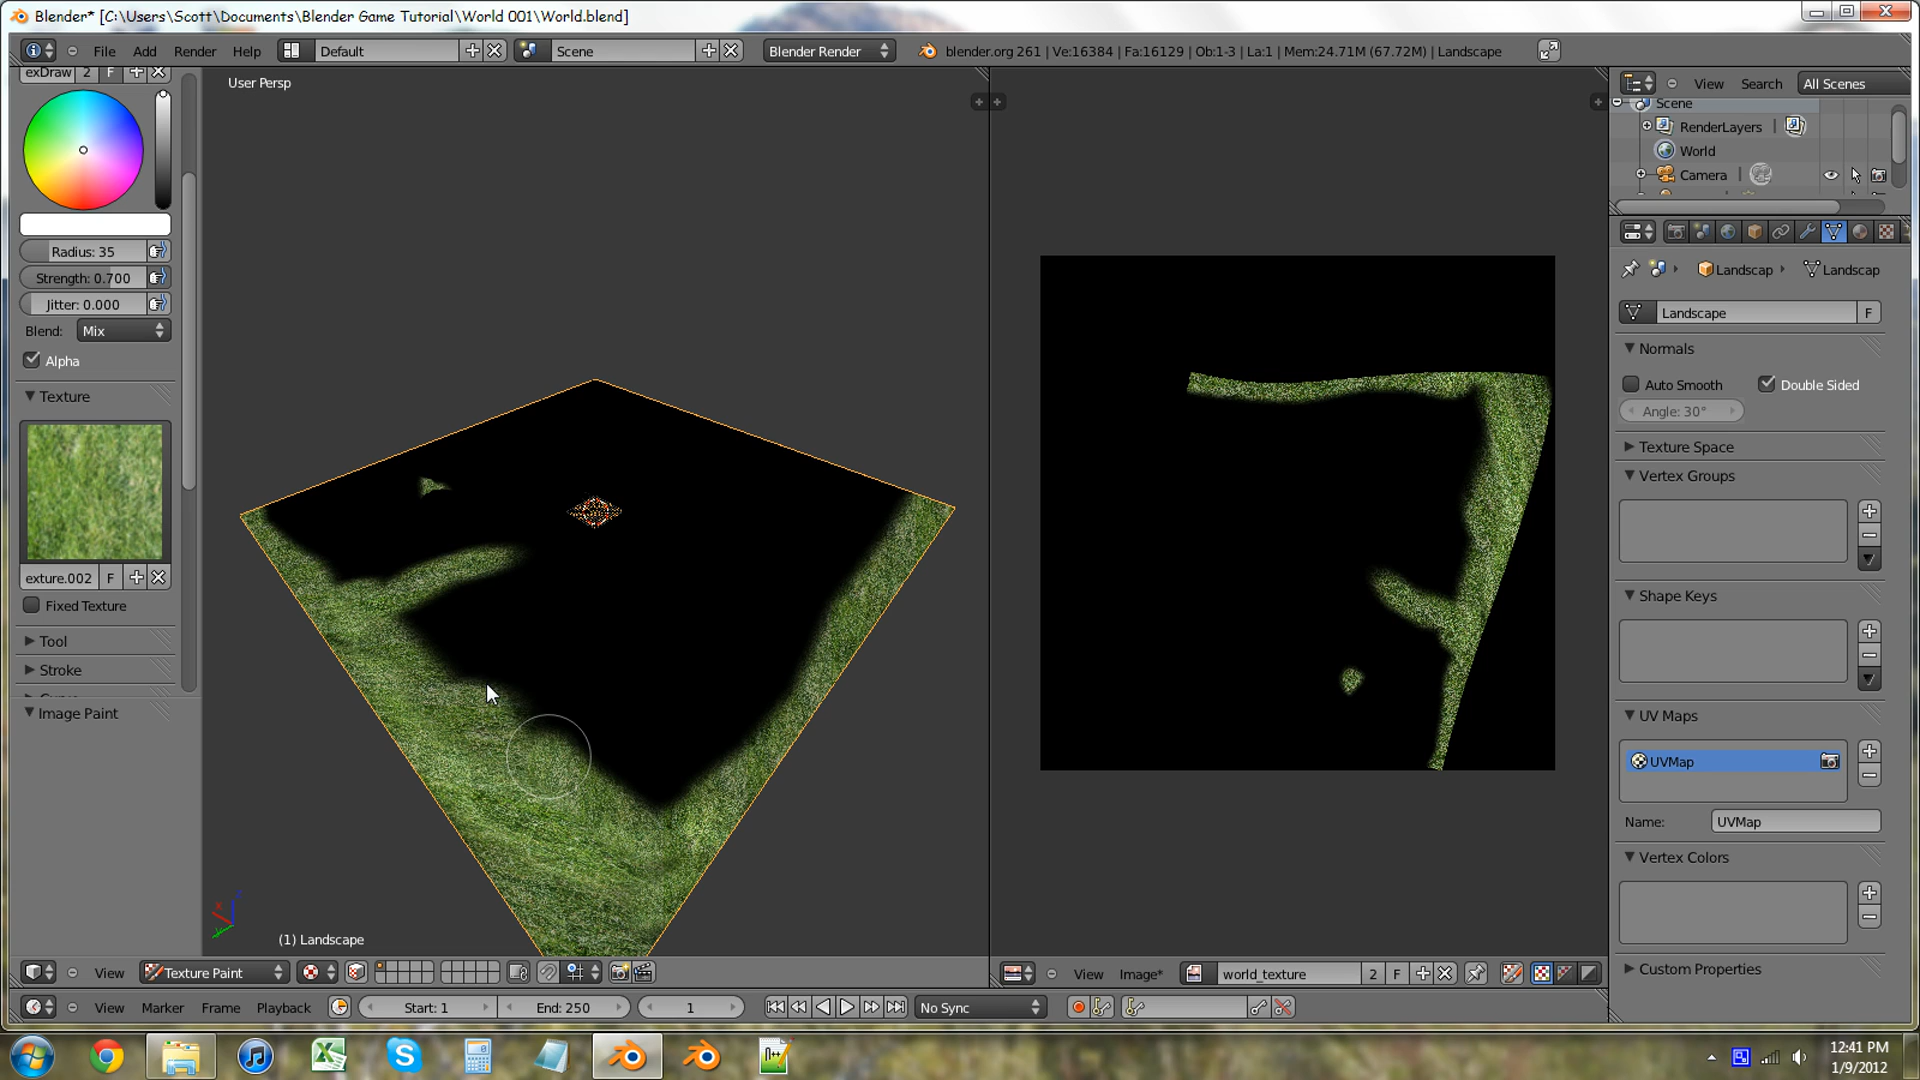 Blender* [C:\Users\Scott\Documents\Blender Game Tutorial\World 001\World.blend]
File Add Render Help Default Scene Blender Render blender.org 261 | Ve:16384 | Fa:16129 | Ob:1-3 | La:1 | Mem:24.71M (67.72M) | Landscape
exDraw 2 F
User Persp
View Search All Scenes
Scene
RenderLayers
World
Camera
Radius: 35
Strength: 0.700
Jitter: 0.000
Blend: Mix
Alpha
Texture
exture.002 F
Fixed Texture
Tool
Stroke
Image Paint
(1) Landscape
Landscap Landscap
Landscape F
Normals
Auto Smooth Double Sided
Angle: 30°
Texture Space
Vertex Groups
Shape Keys
UV Maps
UVMap
Name: UVMap
Vertex Colors
Custom Properties
View Texture Paint View Image* world_texture 2 F
View Marker Frame Playback Start: 1 End: 250 1 No Sync
12:41 PM
1/9/2012